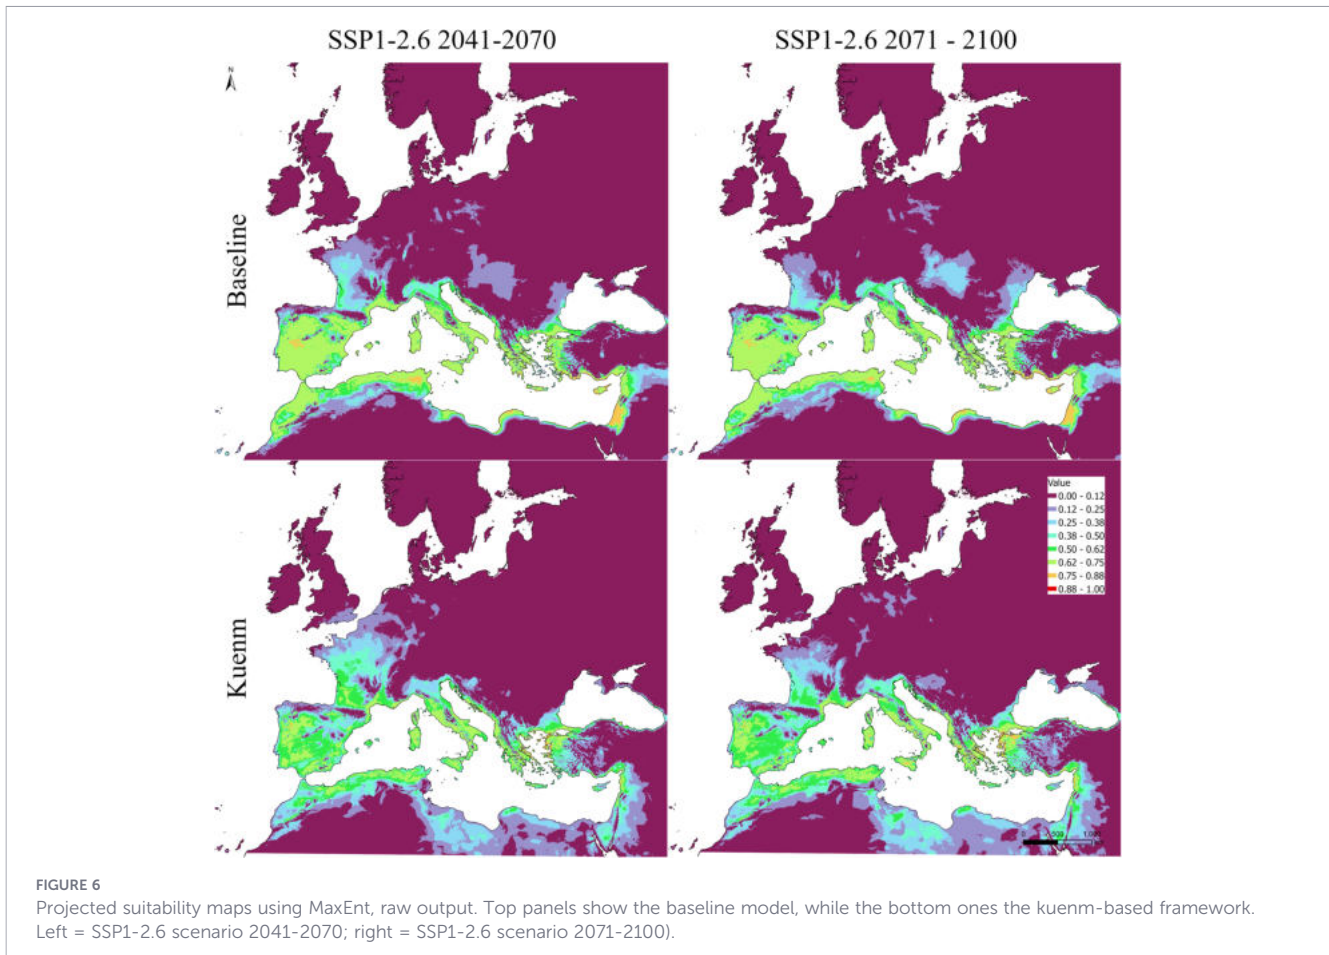 SSP1-2.6 2041-2070
SSP1-2.6 2071 - 2100
N
Baseline
Kuenm
Value
0.00 - 0.12
0.12 - 0.25
0.25 - 0.38
0.38 - 0.50
0.50 - 0.62
0.62 - 0.75
0.75 - 0.88
0.88 - 1.00
0 500
FIGURE 6
Projected suitability maps using MaxEnt, raw output. Top panels show the baseline model, while the bottom ones the kuenm-based framework.
Left = SSP1-2.6 scenario 2041-2070; right = SSP1-2.6 scenario 2071-2100).